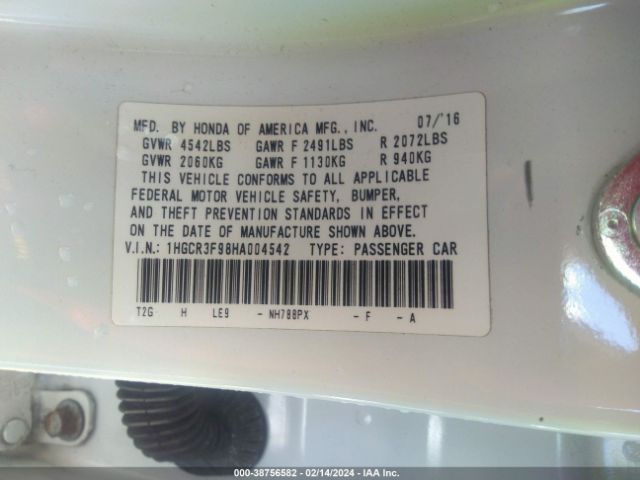 MFD. BY HONDA OF AMERICA MFG., INC. 07/'16
GVWR 4542LBS GAWR F 2491LBS R 2072LBS
GVWR 2060KG GAWR F 1130KG R 940KG
THIS VEHICLE CONFORMS TO ALL APPLICABLE
FEDERAL MOTOR VEHICLE SAFETY, BUMPER,
AND THEFT PREVENTION STANDARDS IN EFFECT
ON THE DATE OF MANUFACTURE SHOWN ABOVE.
V.I.N.: 1HGCR3F98HA004542 TYPE: PASSENGER CAR
T2G H LE9 - NH788PX - F - A
000-38756582 - 02/14/2024 - IAA Inc.